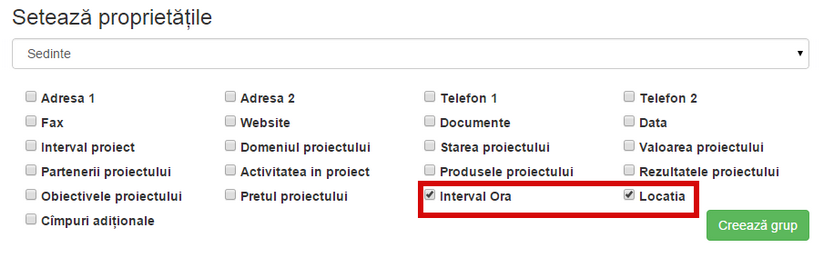 Setează proprietățile
Sedinte
Adresa 1 Adresa 2 Telefon 1 Telefon 2
Fax Website Documente Data
Interval proiect Domeniul proiectului Starea proiectului Valoarea proiectului
Partenerii proiectului Activitatea in proiect Produsele proiectului Rezultatele proiectului
Obiectivele proiectului Pretul proiectului Interval Ora Locatia
Cîmpuri adiționale
Creează grup